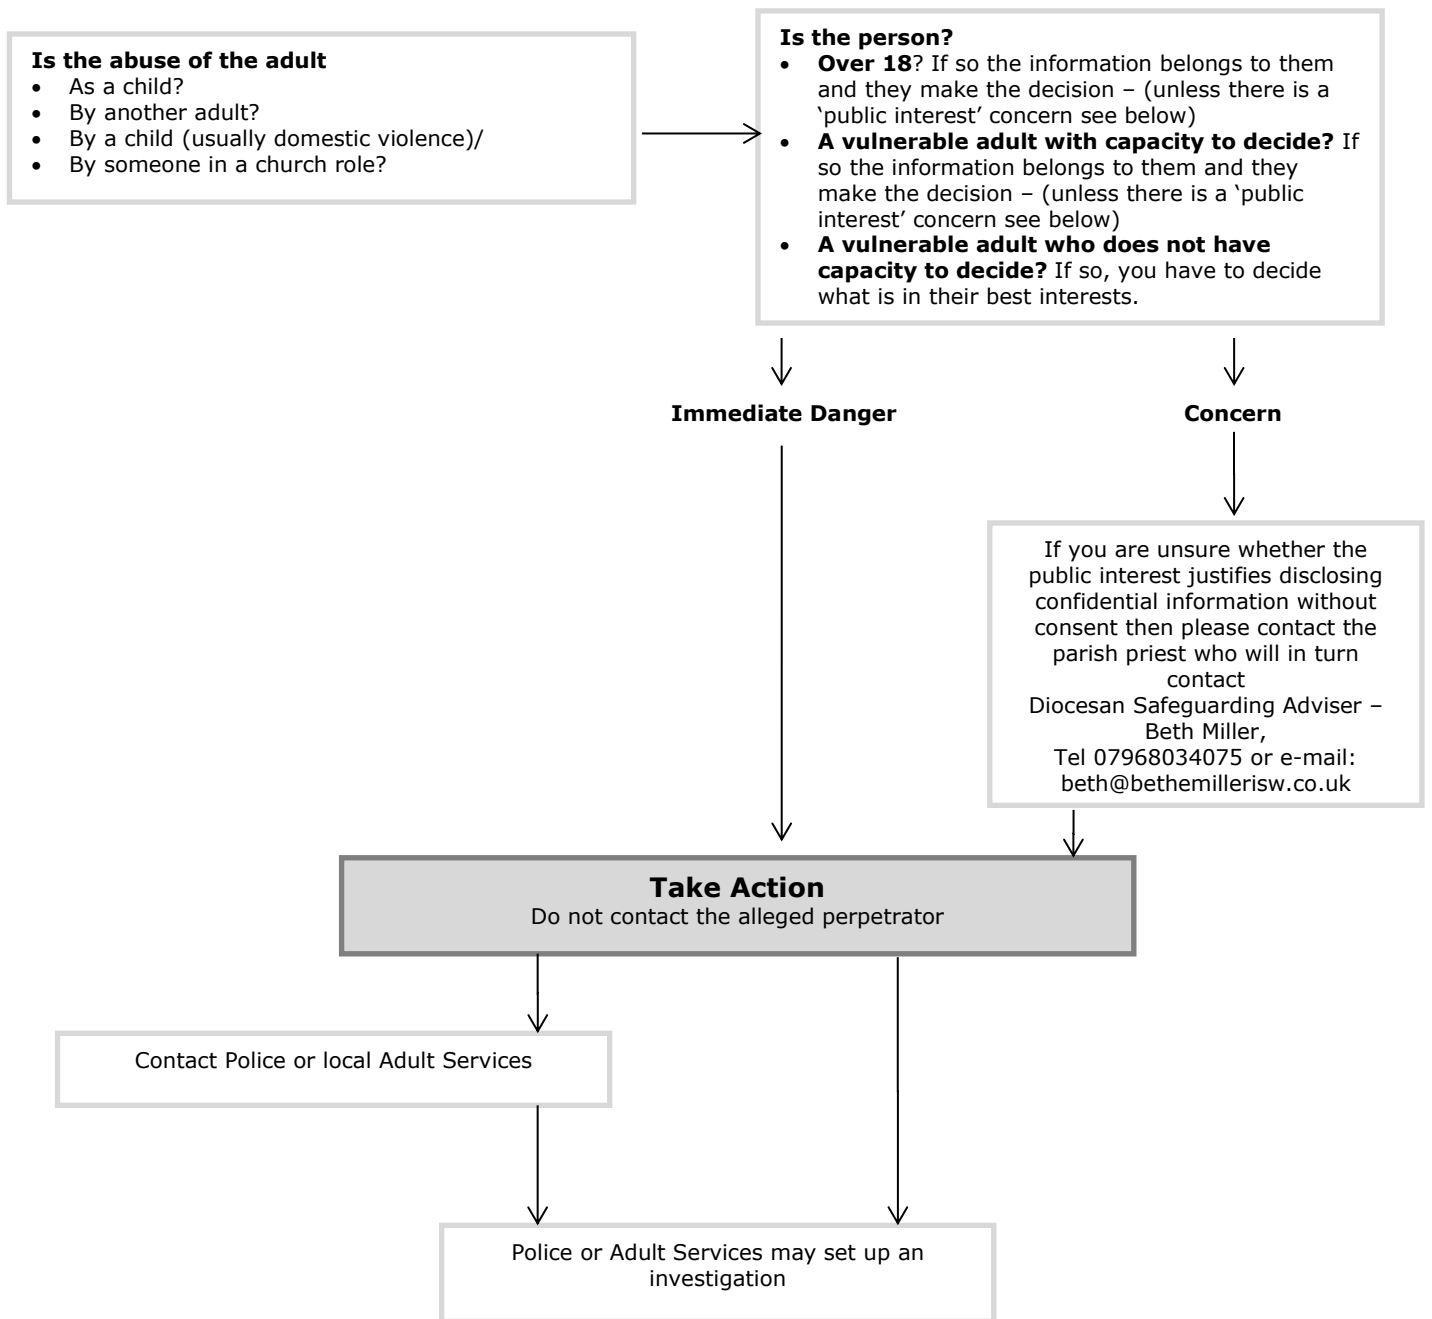 Is the abuse of the adult
• As a child?
• By another adult?
• By a child (usually domestic violence)/
• By someone in a church role?
Is the person?
• Over 18? If so the information belongs to them
and they make the decision – (unless there is a
‘public interest’ concern see below)
• A vulnerable adult with capacity to decide? If
so the information belongs to them and they
make the decision – (unless there is a ‘public
interest’ concern see below)
• A vulnerable adult who does not have
capacity to decide? If so, you have to decide
what is in their best interests.
Immediate Danger
Concern
If you are unsure whether the
public interest justifies disclosing
confidential information without
consent then please contact the
parish priest who will in turn
contact
Diocesan Safeguarding Adviser –
Beth Miller,
Tel 07968034075 or e-mail:
beth@bethemillerisw.co.uk
Take Action
Do not contact the alleged perpetrator
Contact Police or local Adult Services
Police or Adult Services may set up an
investigation